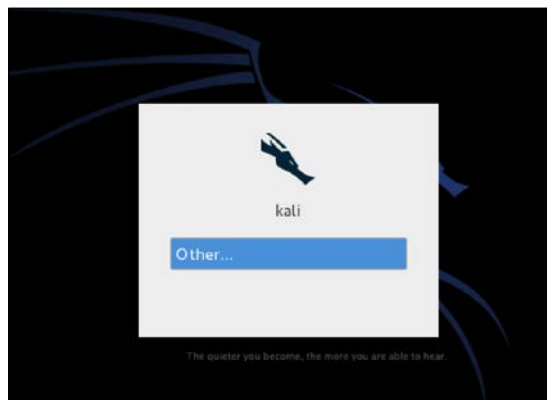 kali
Other...
The quieter you become, the more you are able to hear.